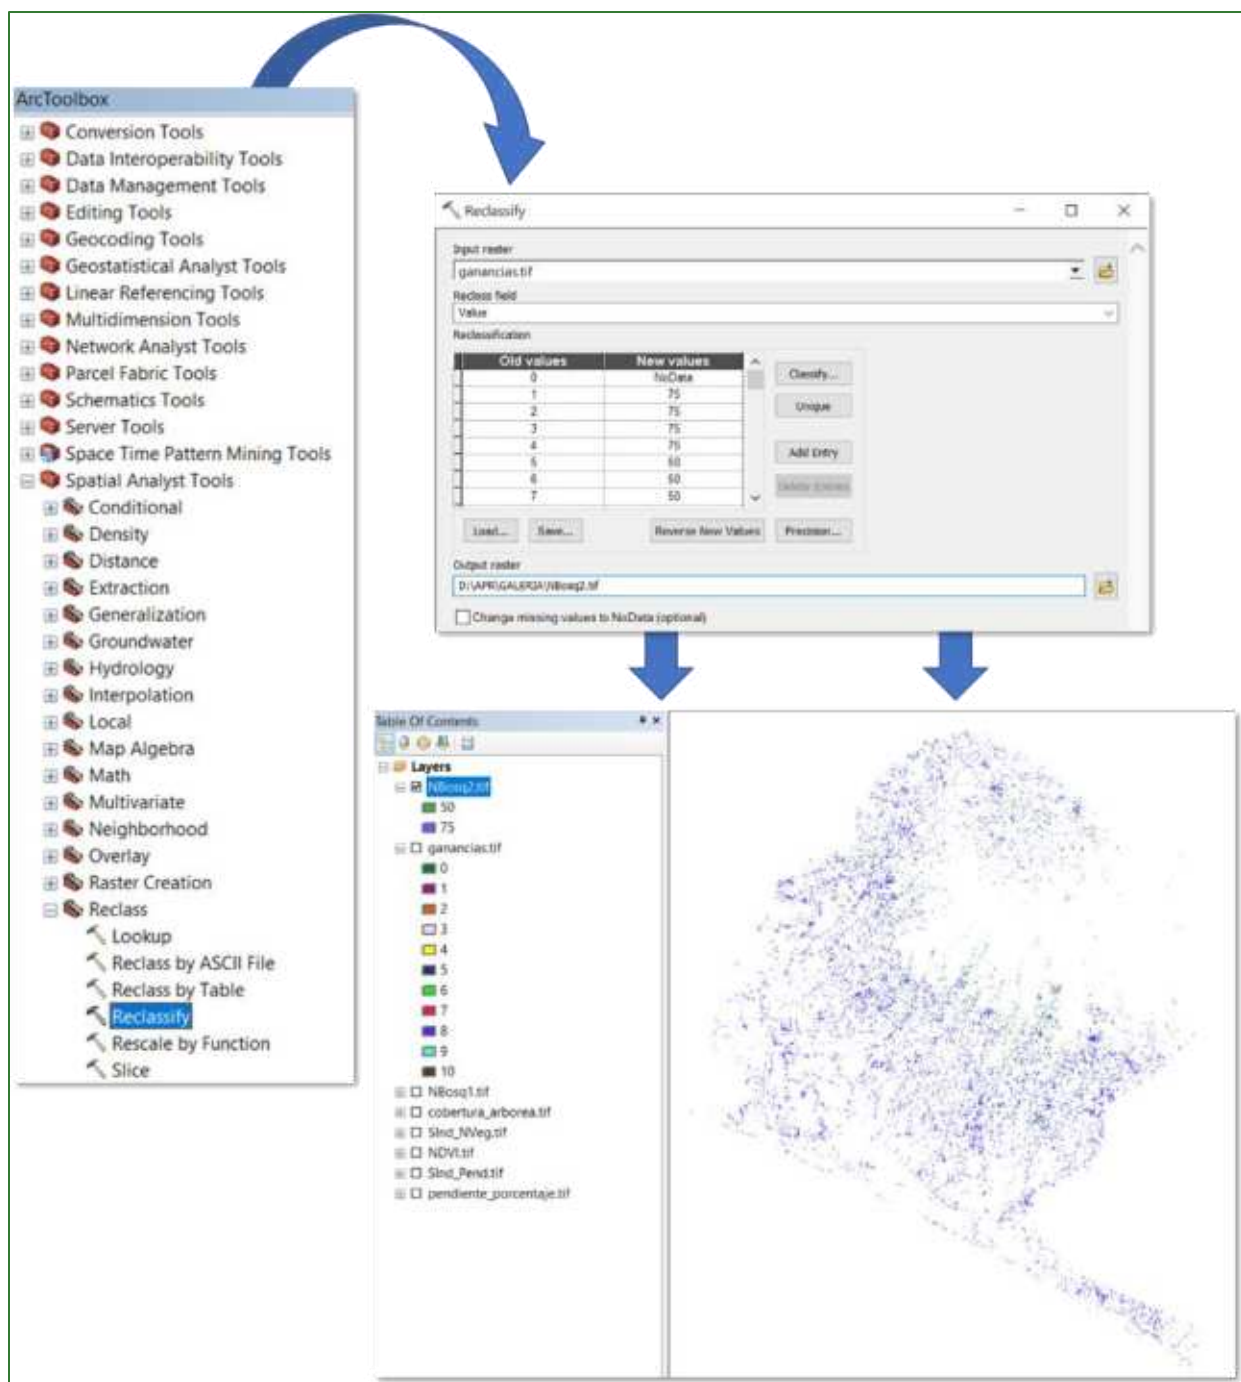 ArcToolbox
Conversion Tools
Data Interoperability Tools
Data Management Tools
Editing Tools
Geocoding Tools
Geostatistical Analyst Tools
Linear Referencing Tools
Multidimension Tools
Network Analyst Tools
Parcel Fabric Tools
Schematics Tools
Server Tools
Space Time Pattern Mining Tools
Spatial Analyst Tools
Conditional
Density
Distance
Extraction
Generalization
Groundwater
Hydrology
Interpolation
Local
Map Algebra
Math
Multivariate
Neighborhood
Overlay
Raster Creation
Reclass
Lookup
Reclass by ASCII File
Reclass by Table
Reclassify
Rescale by Function
Slice
Reclassify
Input raster
ganancias.tif
Reclass field
Value
Reclassification
Old values New values
0 NoData
1 75
2 75
3 75
4 75
5 50
6 50
7 50
Classify...
Unique
Add Entry
Delete Entries
Load... Save... Reverse New Values Precision...
Output raster
D:\APR\GALERIA\NBosq2.tif
Change missing values to NoData (optional)
Table Of Contents
Layers
NBosq2.tif
50
75
ganancias.tif
0
1
2
3
4
5
6
7
8
9
10
NBosq1.tif
cobertura_arborea.tif
SInd_NVeg.tif
NDVI.tif
SInd_Pend.tif
pendiente_porcentaje.tif